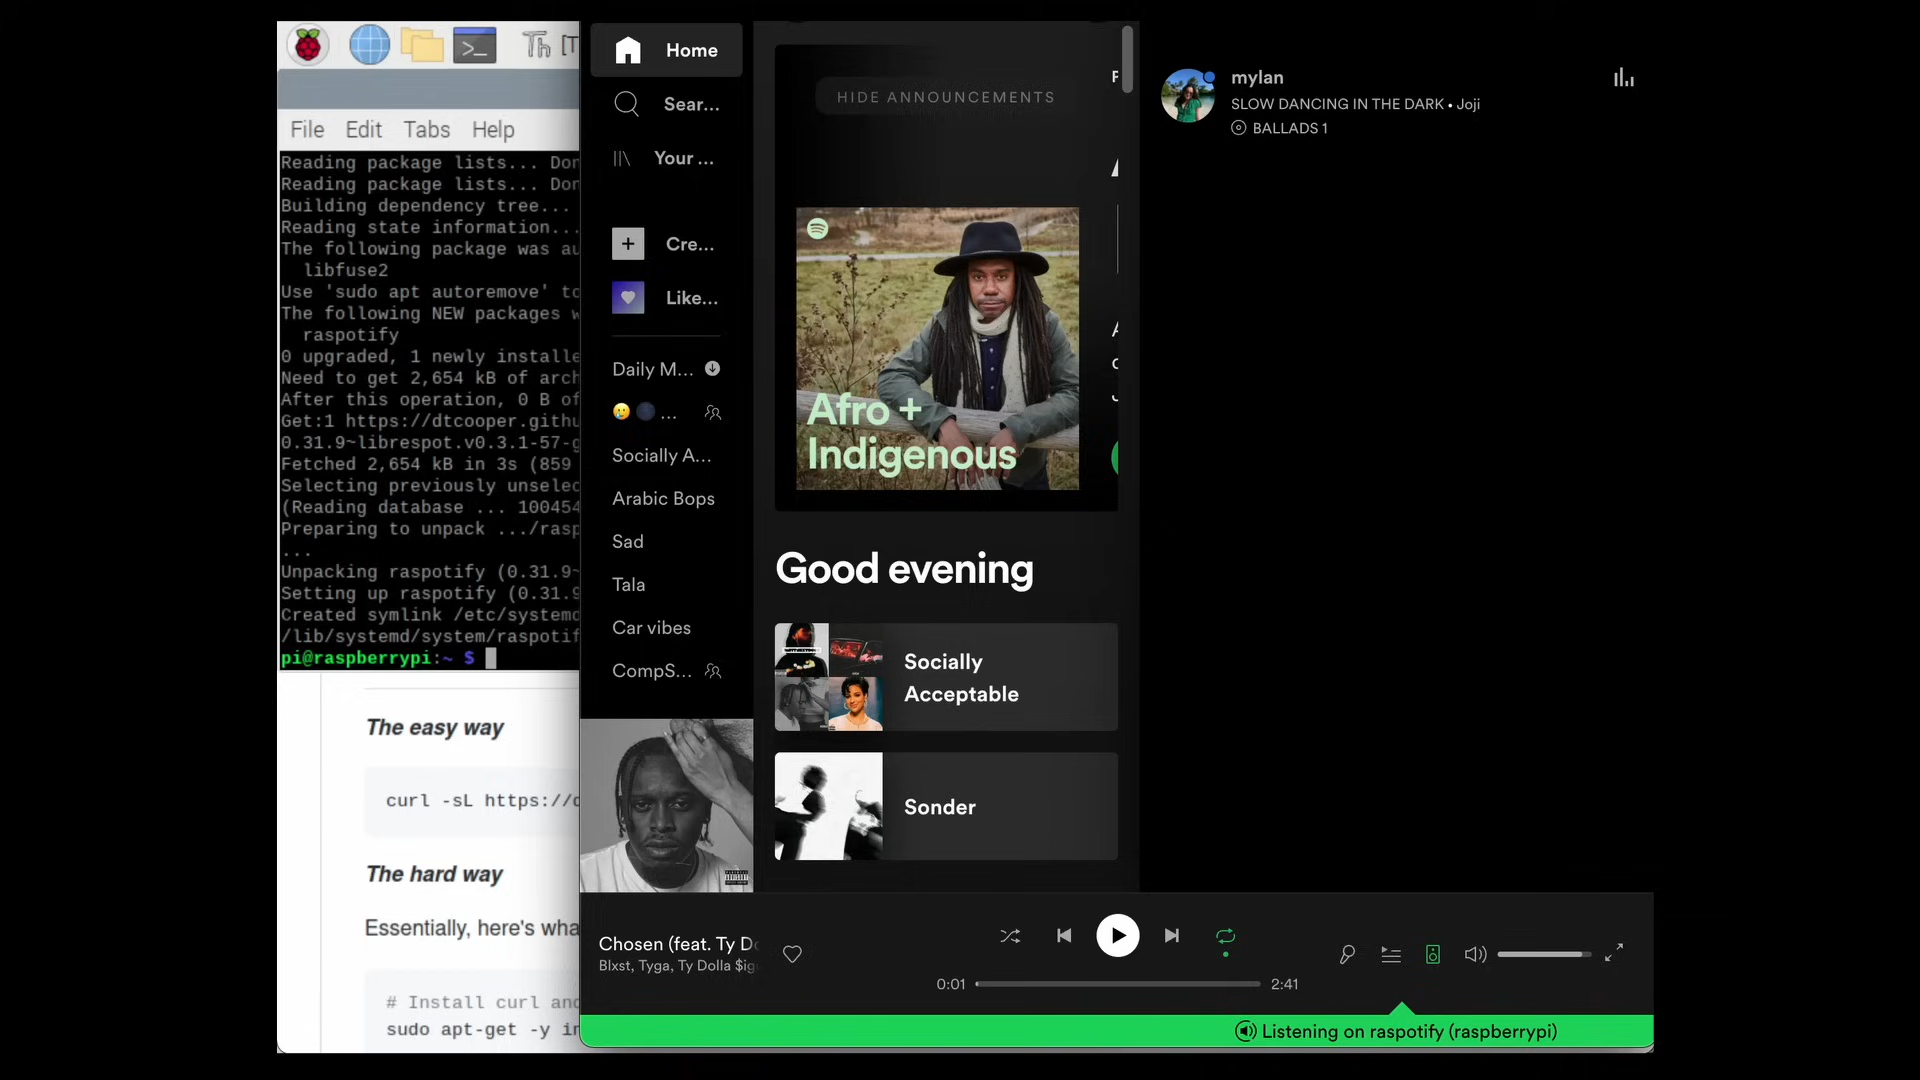 File Edit Tabs Help
Reading package lists... Don
Reading package lists... Don
Building dependency tree...
Reading state information...
The following package was au
libfuse2
Use 'sudo apt autoremove' to
The following NEW packages w
raspotify
0 upgraded, 1 newly installe
Need to get 2,654 kB of arch
After this operation, 0 B of
Get:1 https://dtcooper.githu
0.31.9~librespot.v0.3.1-57-g
Fetched 2,654 kB in 3s (859
Selecting previously unselec
(Reading database ... 100454
Preparing to unpack .../rasp
...
Unpacking raspotify (0.31.9~
Setting up raspotify (0.31.9
Created symlink /etc/systemd
/lib/systemd/system/raspotif
pi@raspberrypi:~ $
The easy way
curl -sL https://d
The hard way
Essentially, here's wha
# Install curl and
sudo apt-get -y in
Home
Sear...
Your ...
Cre...
Like...
Daily M...
...
Socially A...
Arabic Bops
Sad
Tala
Car vibes
CompS...
HIDE ANNOUNCEMENTS
Afro +
Indigenous
Good evening
Socially
Acceptable
Sonder
mylan
SLOW DANCING IN THE DARK • Joji
BALLADS 1
Chosen (feat. Ty Do
Blxst, Tyga, Ty Dolla $ig
0:01
2:41
Listening on raspotify (raspberrypi)